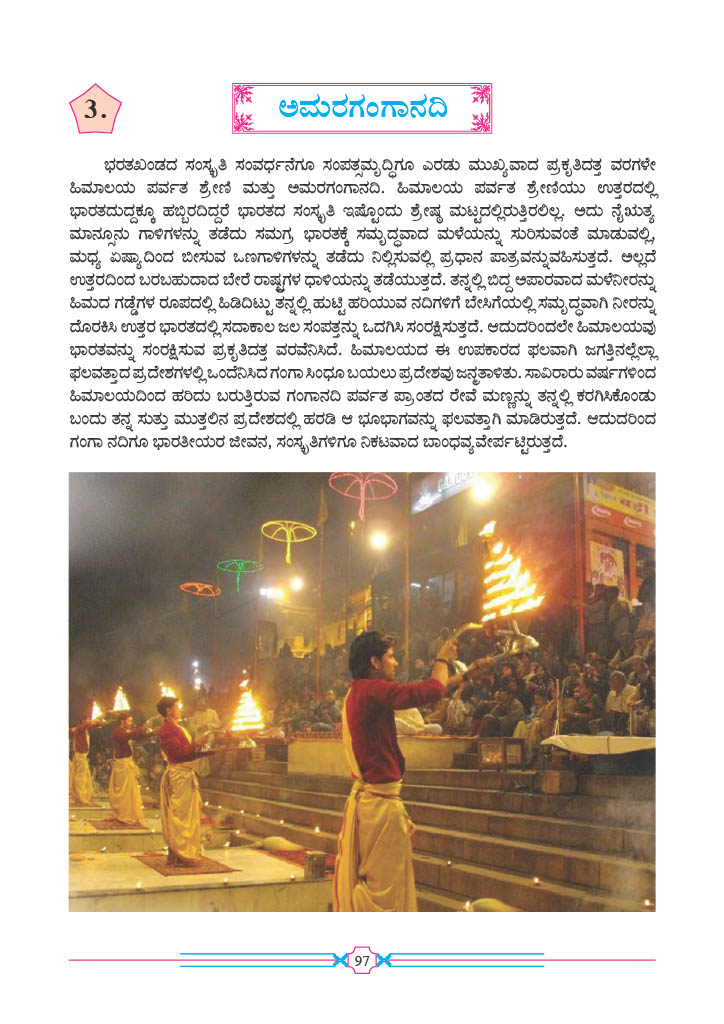 3.
ಅಮರಗಂಗಾನದಿ
ಭರತಖಂಡದ ಸಂಸ್ಕೃತಿ ಸಂವರ್ಧನೆಗೂ ಸಂಪತ್ಸಮೃದ್ಧಿಗೂ ಎರಡು ಮುಖ್ಯವಾದ ಪ್ರಕೃತಿದತ್ತ ವರಗಳೇ
ಹಿಮಾಲಯ ಪರ್ವತ ಶ್ರೇಣಿ ಮತ್ತು ಅಮರಗಂಗಾನದಿ. ಹಿಮಾಲಯ ಪರ್ವತ ಶ್ರೇಣಿಯು ಉತ್ತರದಲ್ಲಿ
ಭಾರತದುದ್ದಕ್ಕೂ ಹಬ್ಬಿರದಿದ್ದರೆ ಭಾರತದ ಸಂಸ್ಕೃತಿ ಇಷ್ಟೊಂದು ಶ್ರೇಷ್ಠ ಮಟ್ಟದಲ್ಲಿರುತ್ತಿರಲಿಲ್ಲ. ಅದು ನೈಋತ್ಯ
ಮಾನ್ಸೂನು ಗಾಳಿಗಳನ್ನು ತಡೆದು ಸಮಗ್ರ ಭಾರತಕ್ಕೆ ಸಮೃದ್ಧವಾದ ಮಳೆಯನ್ನು ಸುರಿಸುವಂತೆ ಮಾಡುವಲ್ಲಿ,
ಮಧ್ಯ ಏಷ್ಯಾದಿಂದ ಬೀಸುವ ಒಣಗಾಳಿಗಳನ್ನು ತಡೆದು ನಿಲ್ಲಿಸುವಲ್ಲಿ ಪ್ರಧಾನ ಪಾತ್ರವನ್ನುವಹಿಸುತ್ತದೆ. ಅಲ್ಲದೆ
ಉತ್ತರದಿಂದ ಬರಬಹುದಾದ ಬೇರೆ ರಾಷ್ಟ್ರಗಳ ಧಾಳಿಯನ್ನು ತಡೆಯುತ್ತದೆ. ತನ್ನಲ್ಲಿ ಬಿದ್ದ ಅಪಾರವಾದ ಮಳೆನೀರನ್ನು
ಹಿಮದ ಗಡ್ಡೆಗಳ ರೂಪದಲ್ಲಿ ಹಿಡಿದಿಟ್ಟು ತನ್ನಲ್ಲಿ ಹುಟ್ಟಿ ಹರಿಯುವ ನದಿಗಳಿಗೆ ಬೇಸಿಗೆಯಲ್ಲಿ ಸಮೃದ್ಧವಾಗಿ ನೀರನ್ನು
ದೊರಕಿಸಿ ಉತ್ತರ ಭಾರತದಲ್ಲಿ ಸದಾಕಾಲ ಜಲ ಸಂಪತ್ತನ್ನು ಒದಗಿಸಿ ಸಂರಕ್ಷಿಸುತ್ತದೆ. ಆದುದರಿಂದಲೇ ಹಿಮಾಲಯವು
ಭಾರತವನ್ನು ಸಂರಕ್ಷಿಸುವ ಪ್ರಕೃತಿದತ್ತ ವರವೆನಿಸಿದೆ. ಹಿಮಾಲಯದ ಈ ಉಪಕಾರದ ಫಲವಾಗಿ ಜಗತ್ತಿನಲ್ಲೆಲ್ಲಾ
ಫಲವತ್ತಾದ ಪ್ರದೇಶಗಳಲ್ಲಿ ಒಂದೆನಿಸಿದ ಗಂಗಾ ಸಿಂಧೂ ಬಯಲು ಪ್ರದೇಶವು ಜನ್ಮತಾಳಿತು. ಸಾವಿರಾರು ವರ್ಷಗಳಿಂದ
ಹಿಮಾಲಯದಿಂದ ಹರಿದು ಬರುತ್ತಿರುವ ಗಂಗಾನದಿ ಪರ್ವತ ಪ್ರಾಂತದ ರೇವೆ ಮಣ್ಣನ್ನು ತನ್ನಲ್ಲಿ ಕರಗಿಸಿಕೊಂಡು
ಬಂದು ತನ್ನ ಸುತ್ತು ಮುತ್ತಲಿನ ಪ್ರದೇಶದಲ್ಲಿ ಹರಡಿ ಆ ಭೂಭಾಗವನ್ನು ಫಲವತ್ತಾಗಿ ಮಾಡಿರುತ್ತದೆ. ಆದುದರಿಂದ
ಗಂಗಾ ನದಿಗೂ ಭಾರತೀಯರ ಜೀವನ, ಸಂಸ್ಕೃತಿಗಳಿಗೂ ನಿಕಟವಾದ ಬಾಂಧವ್ಯವೇರ್ಪಟ್ಟಿರುತ್ತದೆ.
97